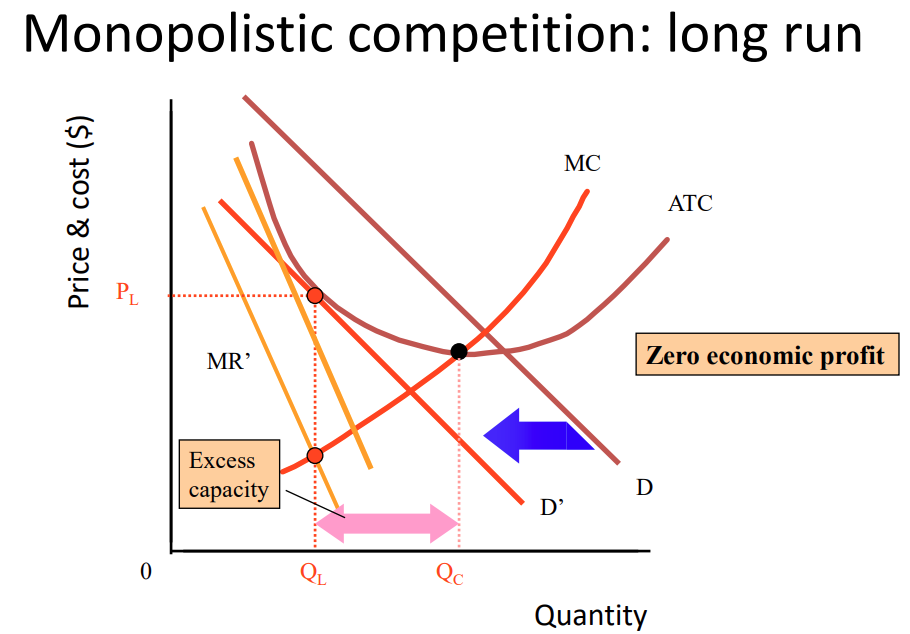 Monopolistic competition: long run
Price & cost ($)
MC
ATC
P_L
Zero economic profit
MR’
Excess
capacity
D
D’
0
Q_L
Q_C
Quantity